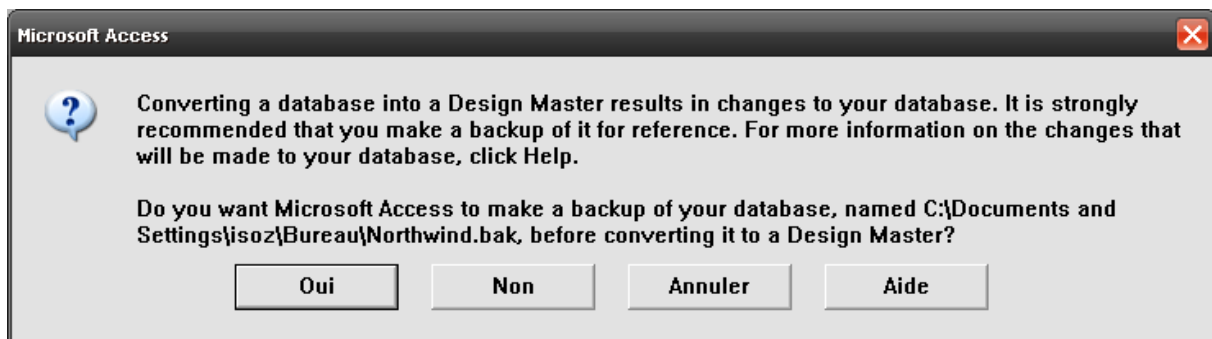 Microsoft Access
Converting a database into a Design Master results in changes to your database. It is strongly
recommended that you make a backup of it for reference. For more information on the changes that
will be made to your database, click Help.
Do you want Microsoft Access to make a backup of your database, named C:\Documents and
Settings\isoz\Bureau\Northwind.bak, before converting it to a Design Master?
Oui Non Annuler Aide